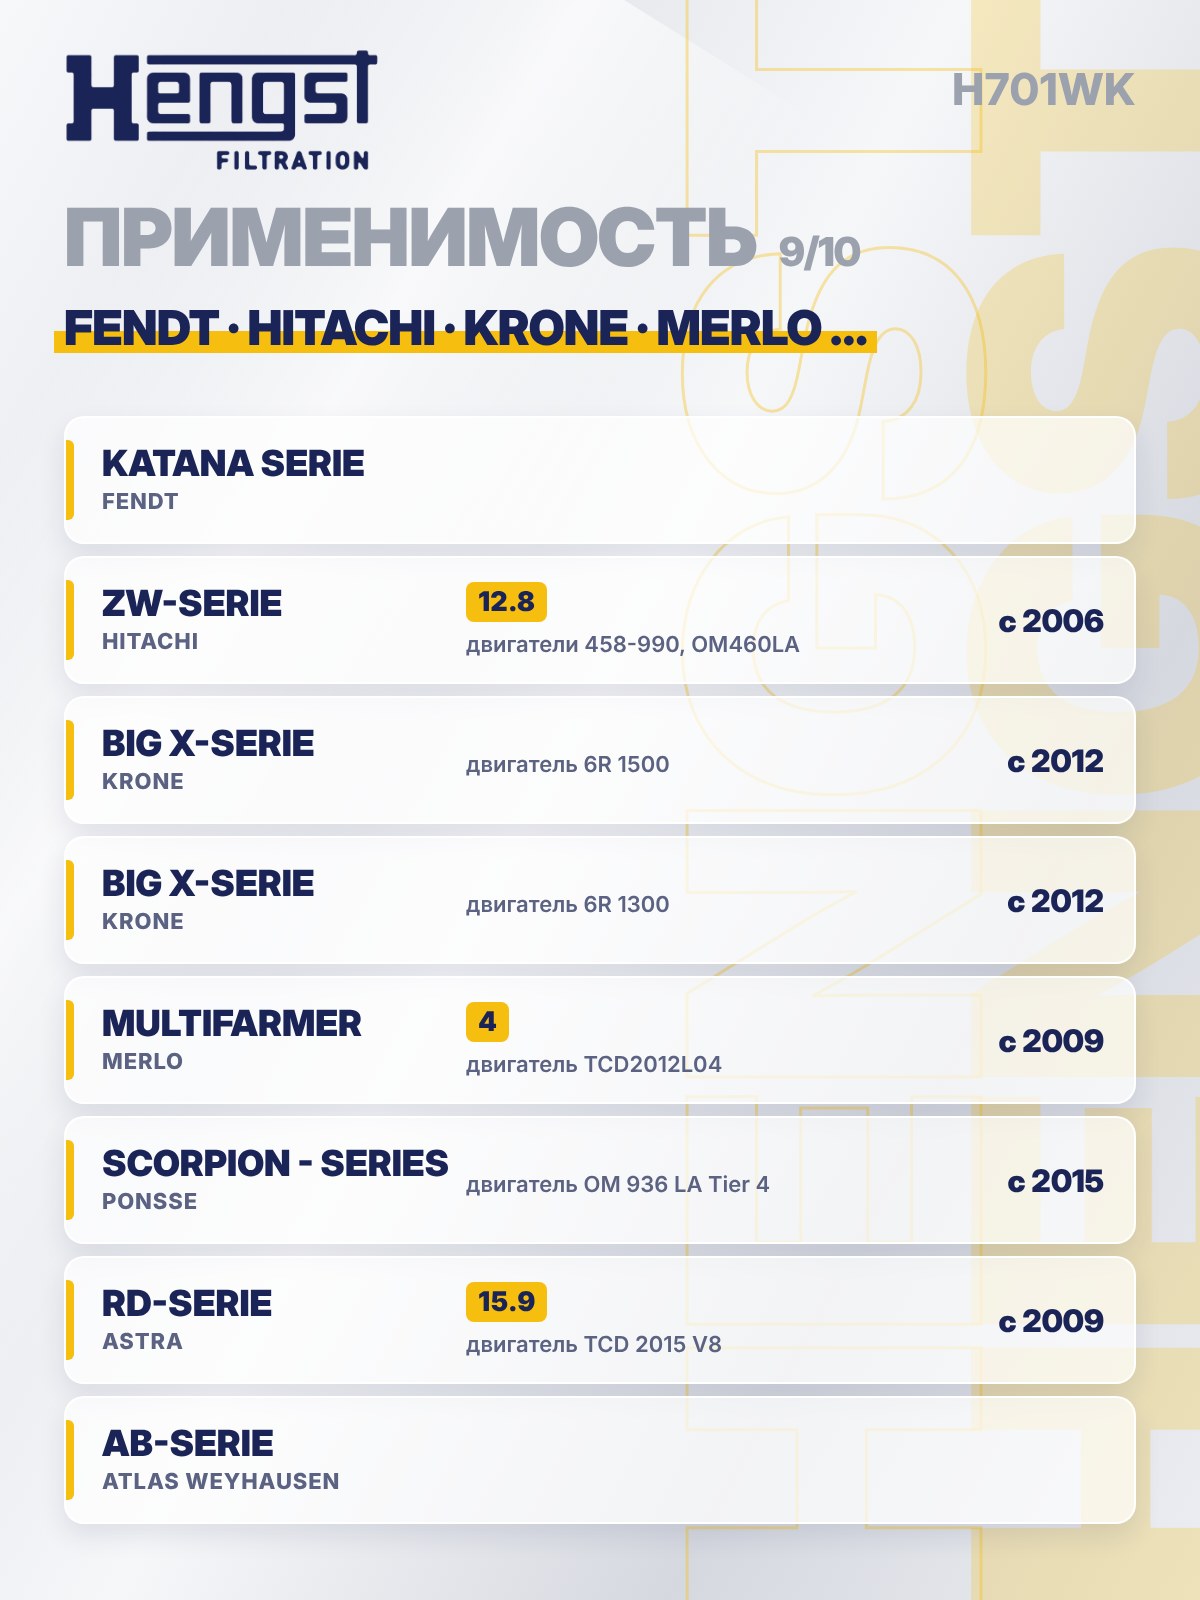 Hengst
FILTRATION
H701WK
ПРИМЕНИМОСТЬ 9/10
FENDT · HITACHI · KRONE · MERLO ...
KATANA SERIE
FENDT
ZW-SERIE
HITACHI
12.8
двигатели 458-990, OM460LA
с 2006
BIG X-SERIE
KRONE
двигатель 6R 1500
с 2012
BIG X-SERIE
KRONE
двигатель 6R 1300
с 2012
MULTIFARMER
MERLO
4
двигатель TCD2012L04
с 2009
SCORPION - SERIES
PONSSE
двигатель OM 936 LA Tier 4
с 2015
RD-SERIE
ASTRA
15.9
двигатель TCD 2015 V8
с 2009
AB-SERIE
ATLAS WEYHAUSEN
HENGST
HENGST